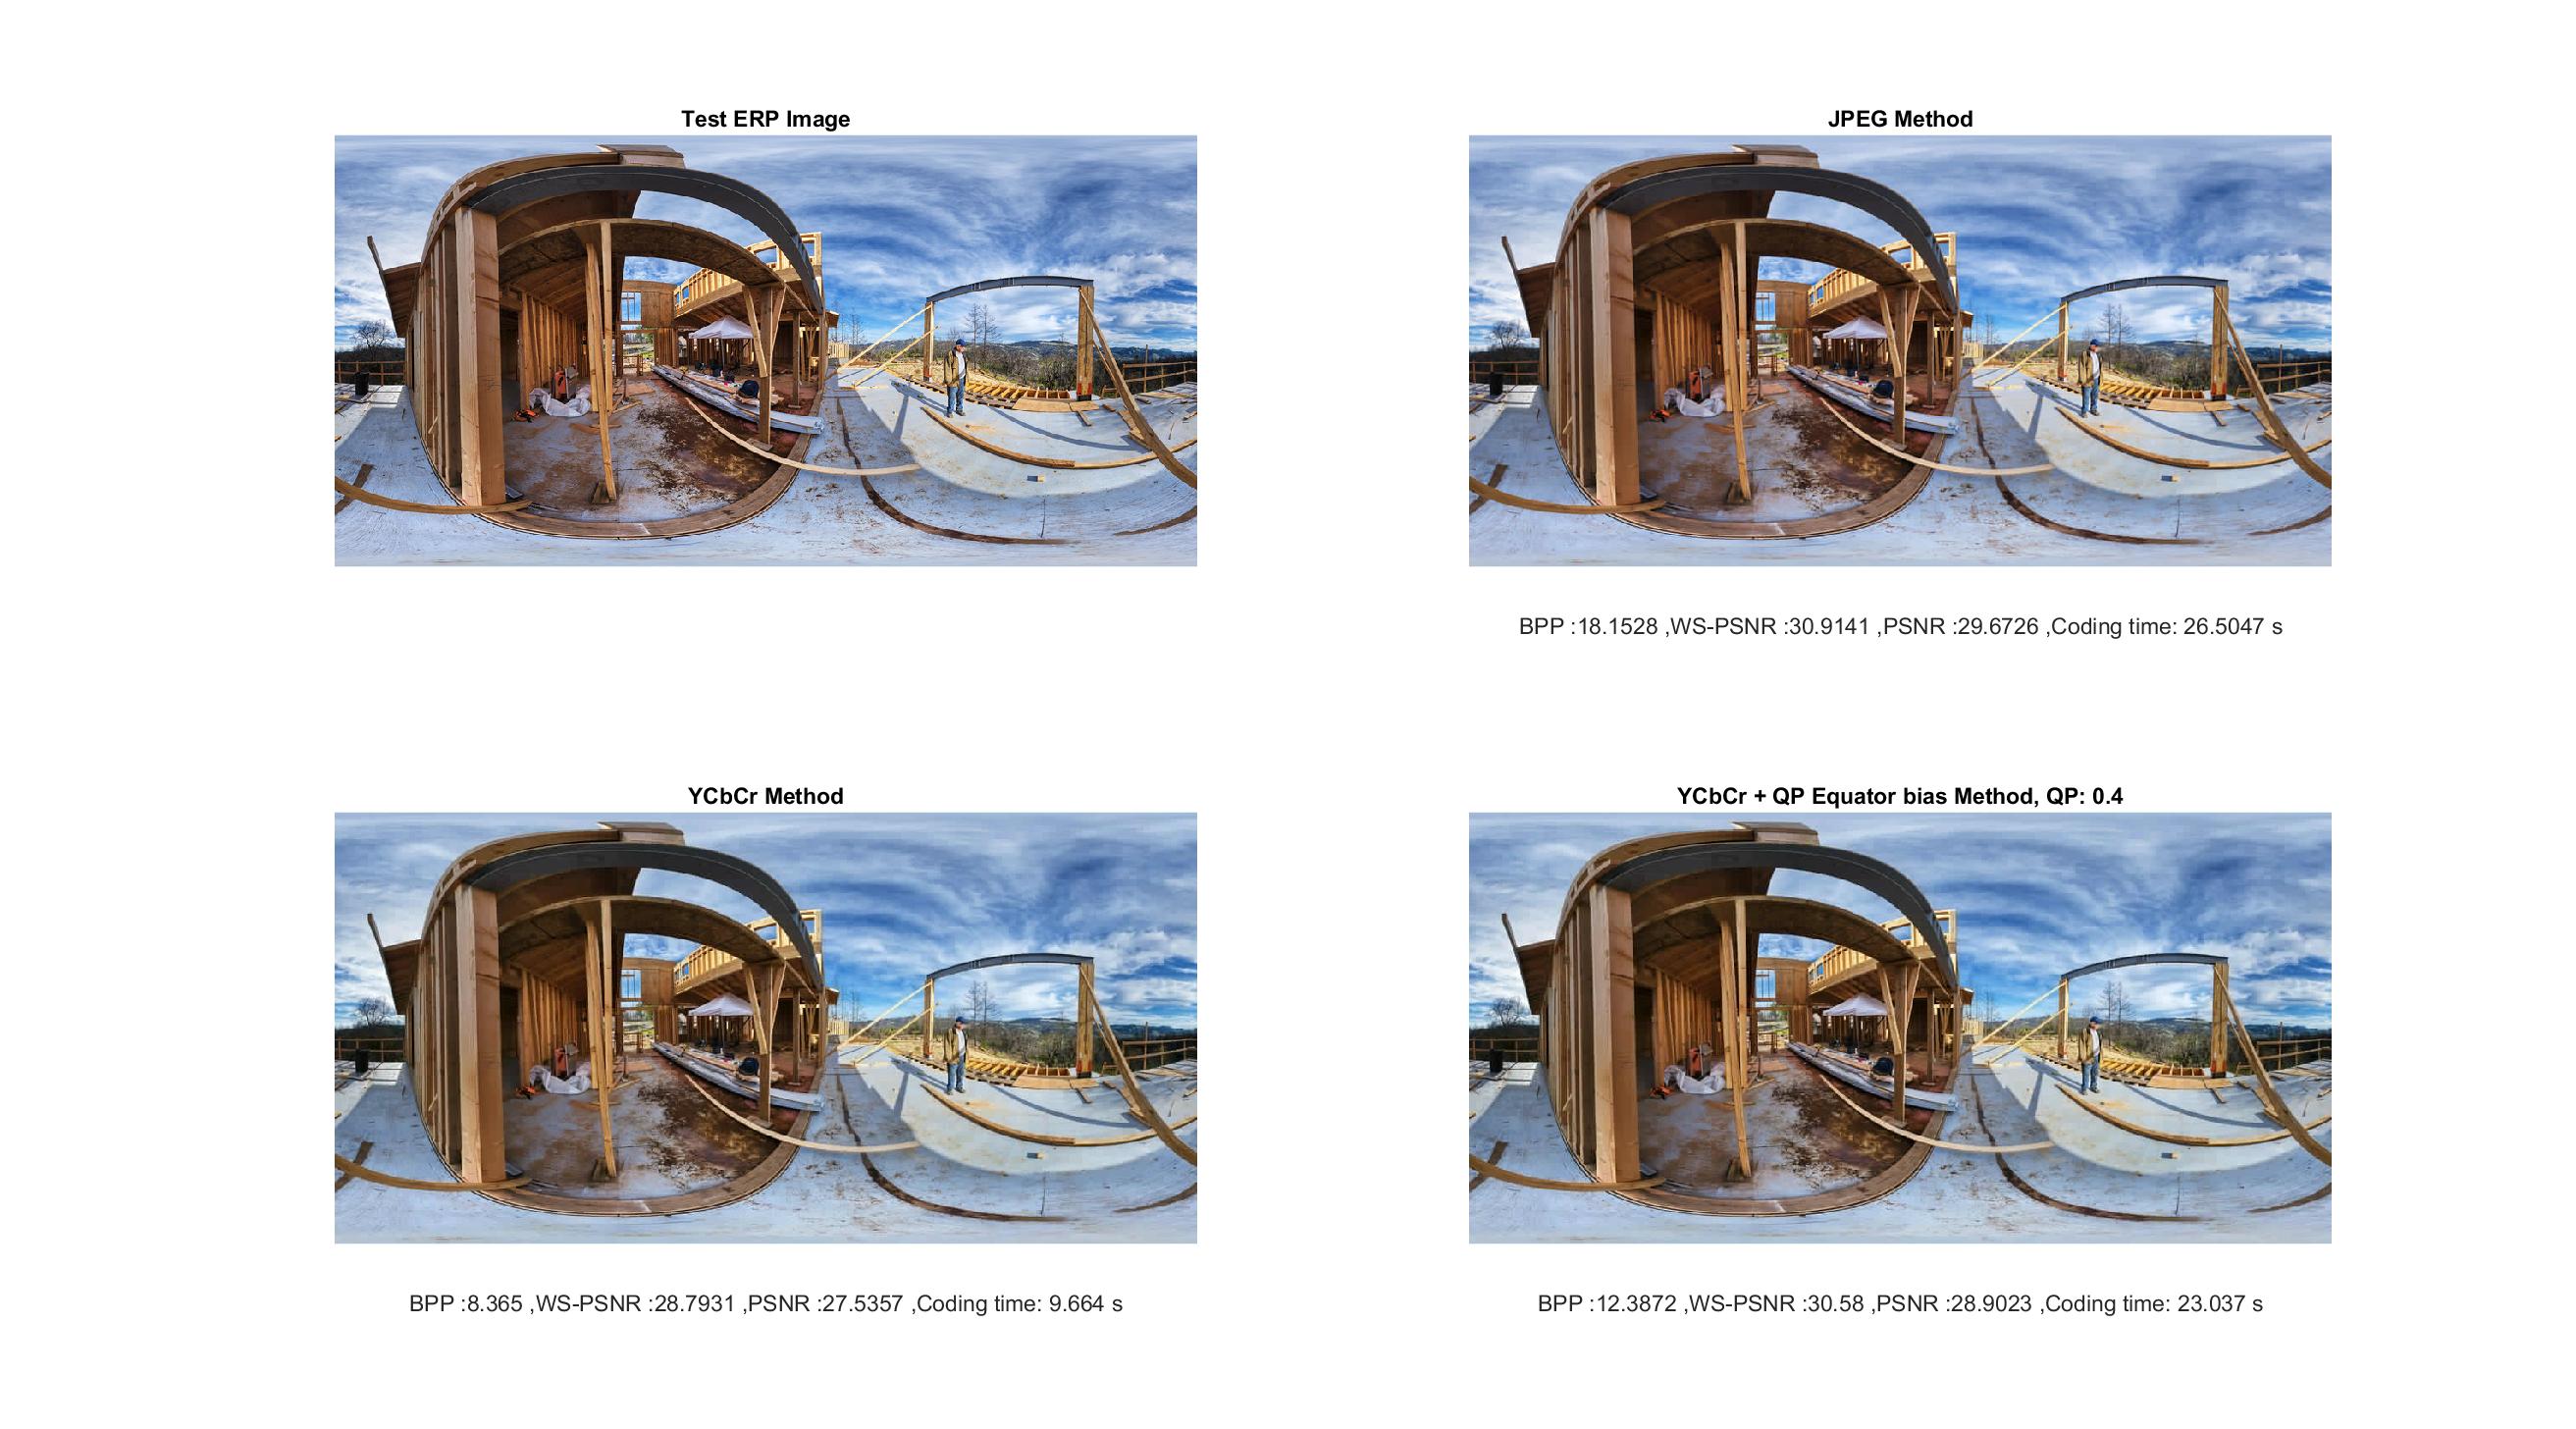 Test ERP Image
JPEG Method
BPP :18.1528 ,WS-PSNR :30.9141 ,PSNR :29.6726 ,Coding time: 26.5047 s
YCbCr Method
YCbCr + QP Equator bias Method, QP: 0.4
BPP :8.365 ,WS-PSNR :28.7931 ,PSNR :27.5357 ,Coding time: 9.664 s
BPP :12.3872 ,WS-PSNR :30.58 ,PSNR :28.9023 ,Coding time: 23.037 s